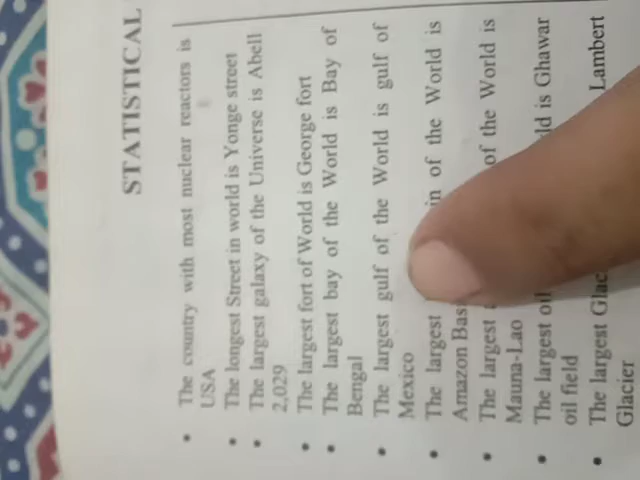 STATISTICAL
• The country with most nuclear reactors is
USA
• The longest Street in world is Yonge street
• The largest galaxy of the Universe is Abell
2,029
• The largest fort of World is George fort
• The largest bay of the World is Bay of
Bengal
• The largest gulf of the World is gulf of
Mexico
• The largest in of the World is
Amazon Bas
• The largest of the World is
Mauna-Lao
• The largest oil ld is Ghawar
oil field
• The largest Glac Lambert
Glacier